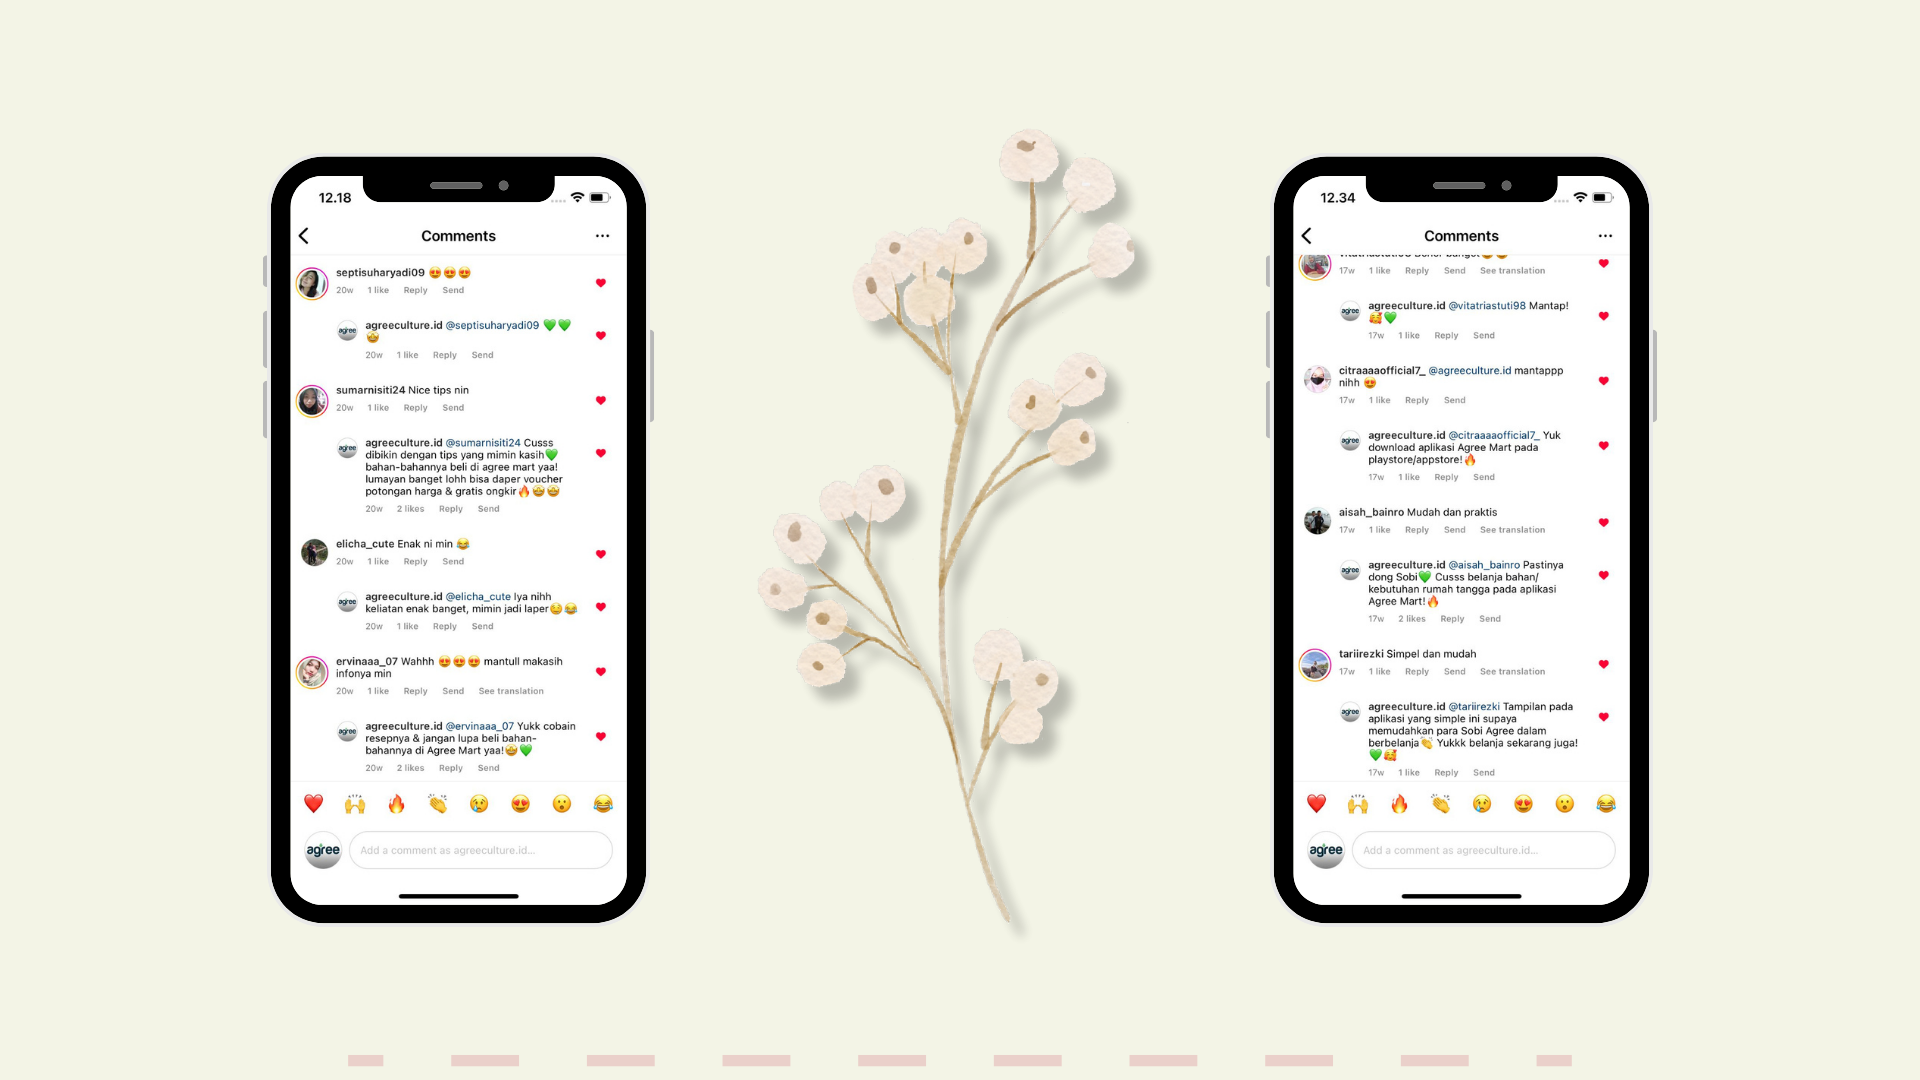 12.18
Comments
septisuharyadi09 😍😍😍
20w 1 like Reply Send
agree
agreeculture.id @septisuharyadi09 💚💚
🤩
20w 1 like Reply Send
sumarnisiti24 Nice tips nin
20w 1 like Reply Send
agree
agreeculture.id @sumarnisiti24 Cusss
dibikin dengan tips yang mimin kasih💚
bahan-bahannya beli di agree mart yaa!
lumayan banget lohh bisa daper voucher
potongan harga & gratis ongkir🔥🤩🤩
20w 2 likes Reply Send
elicha_cute Enak ni min 😂
20w 1 like Reply Send
agree
agreeculture.id @elicha_cute Iya nihh
keliatan enak banget, mimin jadi laper😋😂
20w 1 like Reply Send
ervinaaa_07 Wahhh 😍😍😍 mantull makasih
infonya min
20w 1 like Reply Send See translation
agree
agreeculture.id @ervinaaa_07 Yukk cobain
resepnya & jangan lupa beli bahan-
bahannya di Agree Mart yaa!🤩💚
20w 2 likes Reply Send
❤️ 🙌 🔥 👏 😢 😍 😮 😂
agree
Add a comment as agreeculture.id...
12.34
Comments
17w 1 like Reply Send See translation
agree
agreeculture.id @vitatriastuti98 Mantap!
🥰💚
17w 1 like Reply Send
citraaaaofficial7_ @agreeculture.id mantappp
nihh 😍
17w 1 like Reply Send
agree
agreeculture.id @citraaaaofficial7_ Yuk
download aplikasi Agree Mart pada
playstore/appstore!🔥
17w 1 like Reply Send
aisah_bainro Mudah dan praktis
17w 1 like Reply Send See translation
agree
agreeculture.id @aisah_bainro Pastinya
dong Sobi💚 Cusss belanja bahan/
kebutuhan rumah tangga pada aplikasi
Agree Mart!🔥
17w 2 likes Reply Send
tariirezki Simpel dan mudah
17w 1 like Reply Send See translation
agree
agreeculture.id @tariirezki Tampilan pada
aplikasi yang simple ini supaya
memudahkan para Sobi Agree dalam
berbelanja👏 Yukkk belanja sekarang juga!
💚🥰
17w 1 like Reply Send
❤️ 🙌 🔥 👏 😢 😍 😮 😂
agree
Add a comment as agreeculture.id...